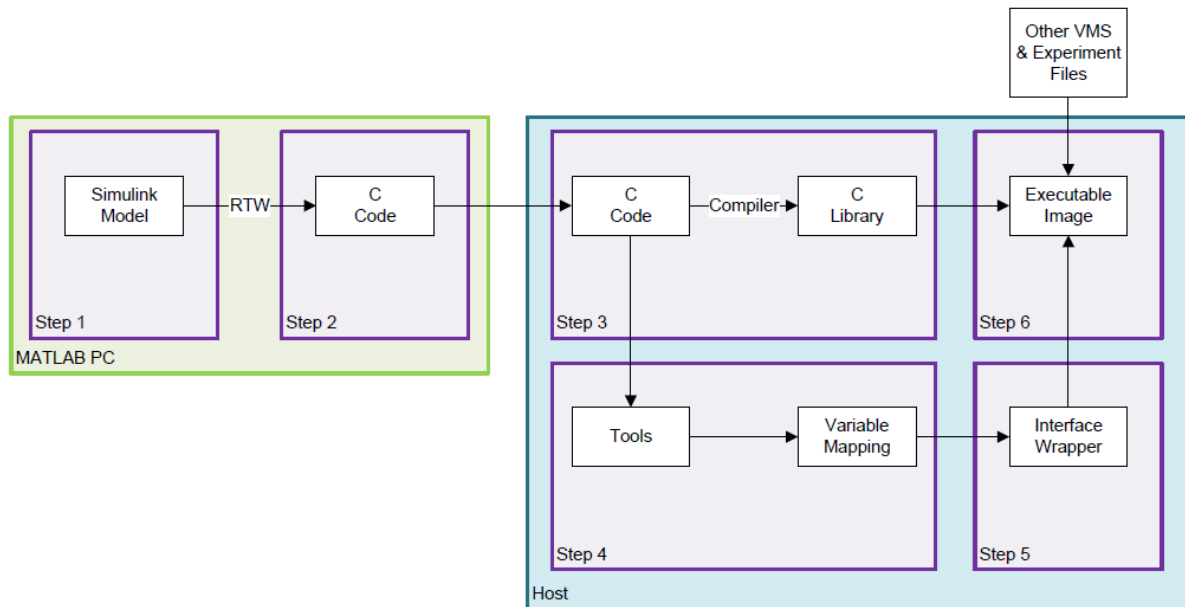 Other VMS
& Experiment
Files
Simulink
Model
RTW
C
Code
C
Code
Compiler
C
Library
Executable
Image
Step 1
Step 2
Step 3
Step 6
MATLAB PC
Tools
Variable
Mapping
Interface
Wrapper
Step 4
Step 5
Host